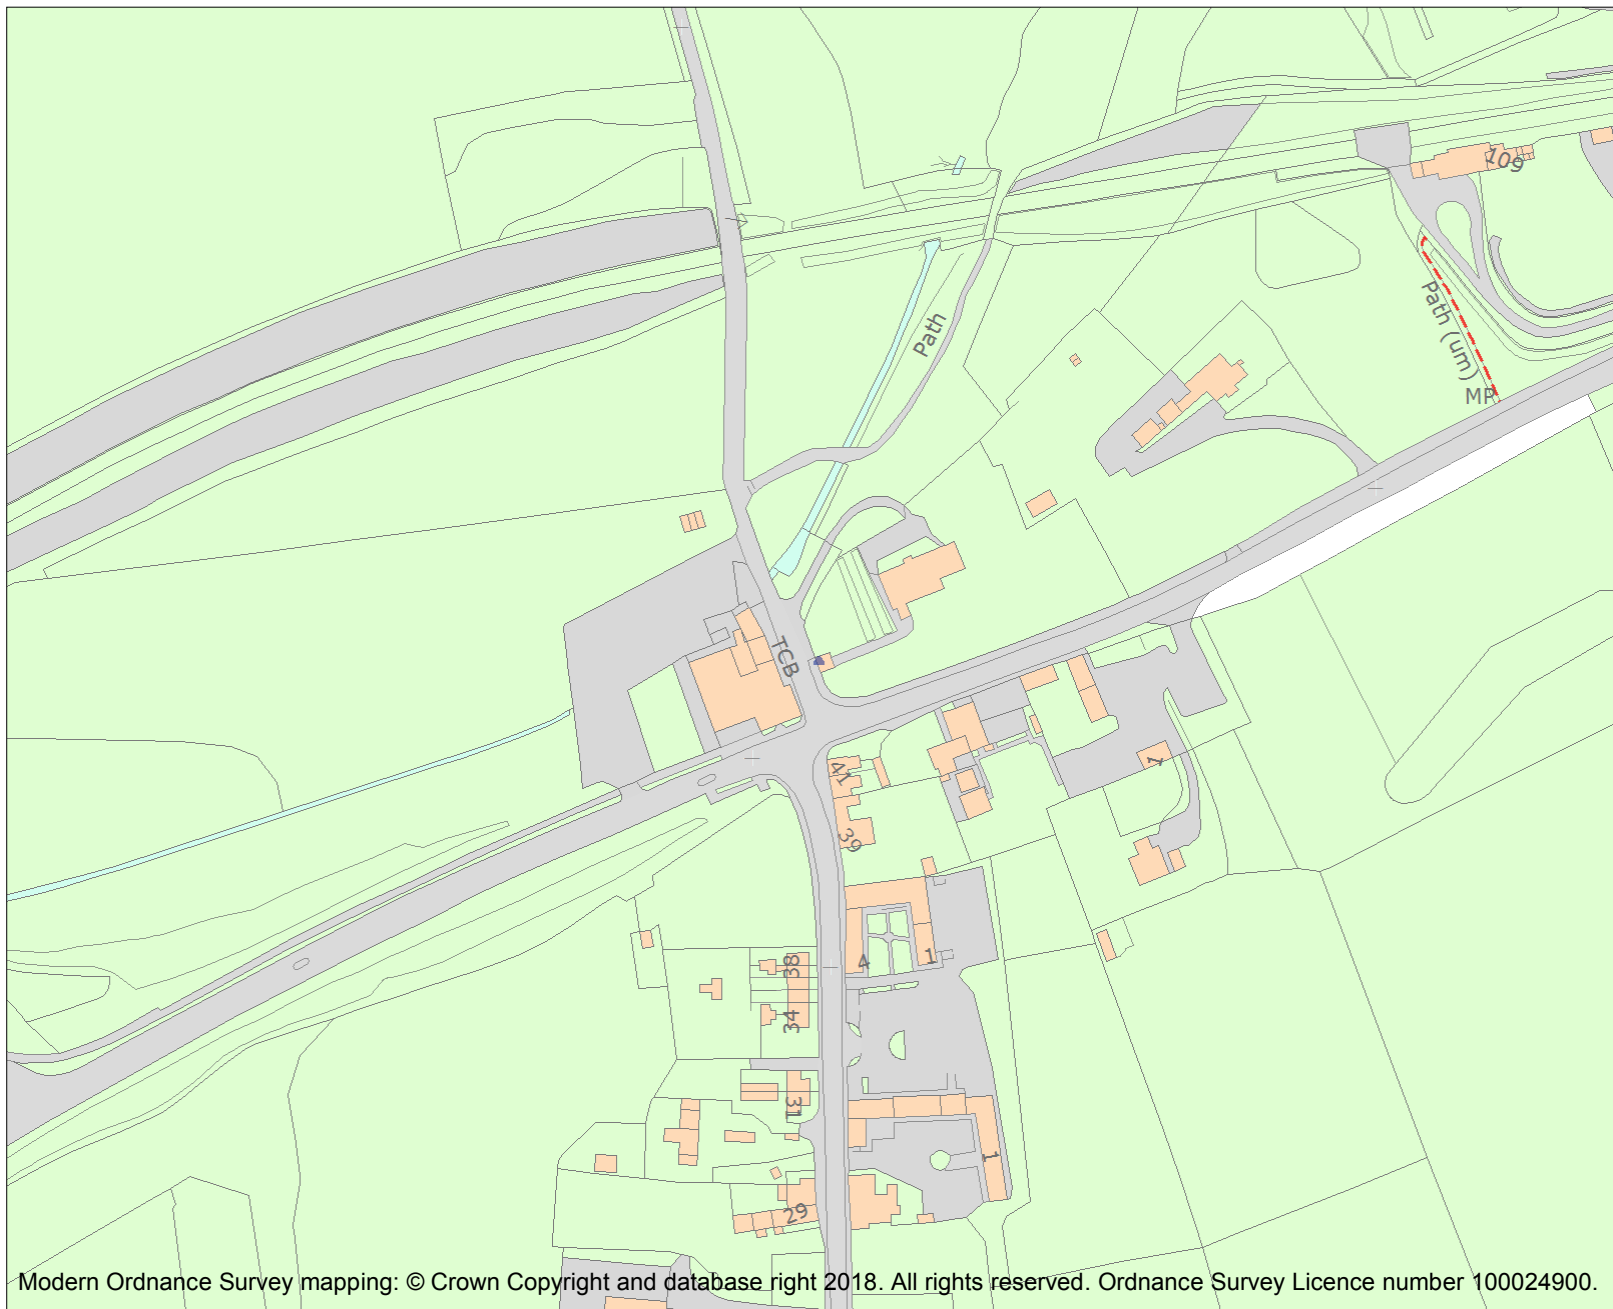 109
Path
Path (um)
MP
TCB
41
1
39
4
1
38
34
31
1
29
Modern Ordnance Survey mapping: © Crown Copyright and database right 2018. All rights reserved. Ordnance Survey Licence number 100024900.